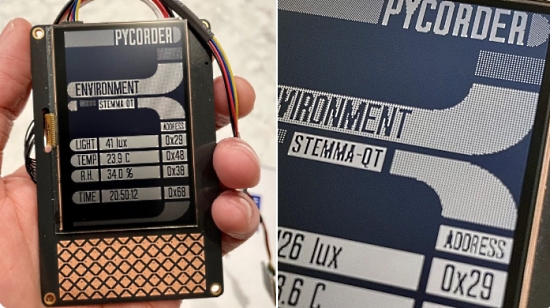 PYCORDER
ENVIRONMENT
STEMMA-QT
ADDRESS
LIGHT 41 lux 0x29
TEMP 23.9 C 0x48
R.H. 34.0 % 0x38
TIME 20:50:12 0x68
PYCORDER
VIRONMENT
STEMMA-QT
ADDRESS
26 lux 0x29
.6 C